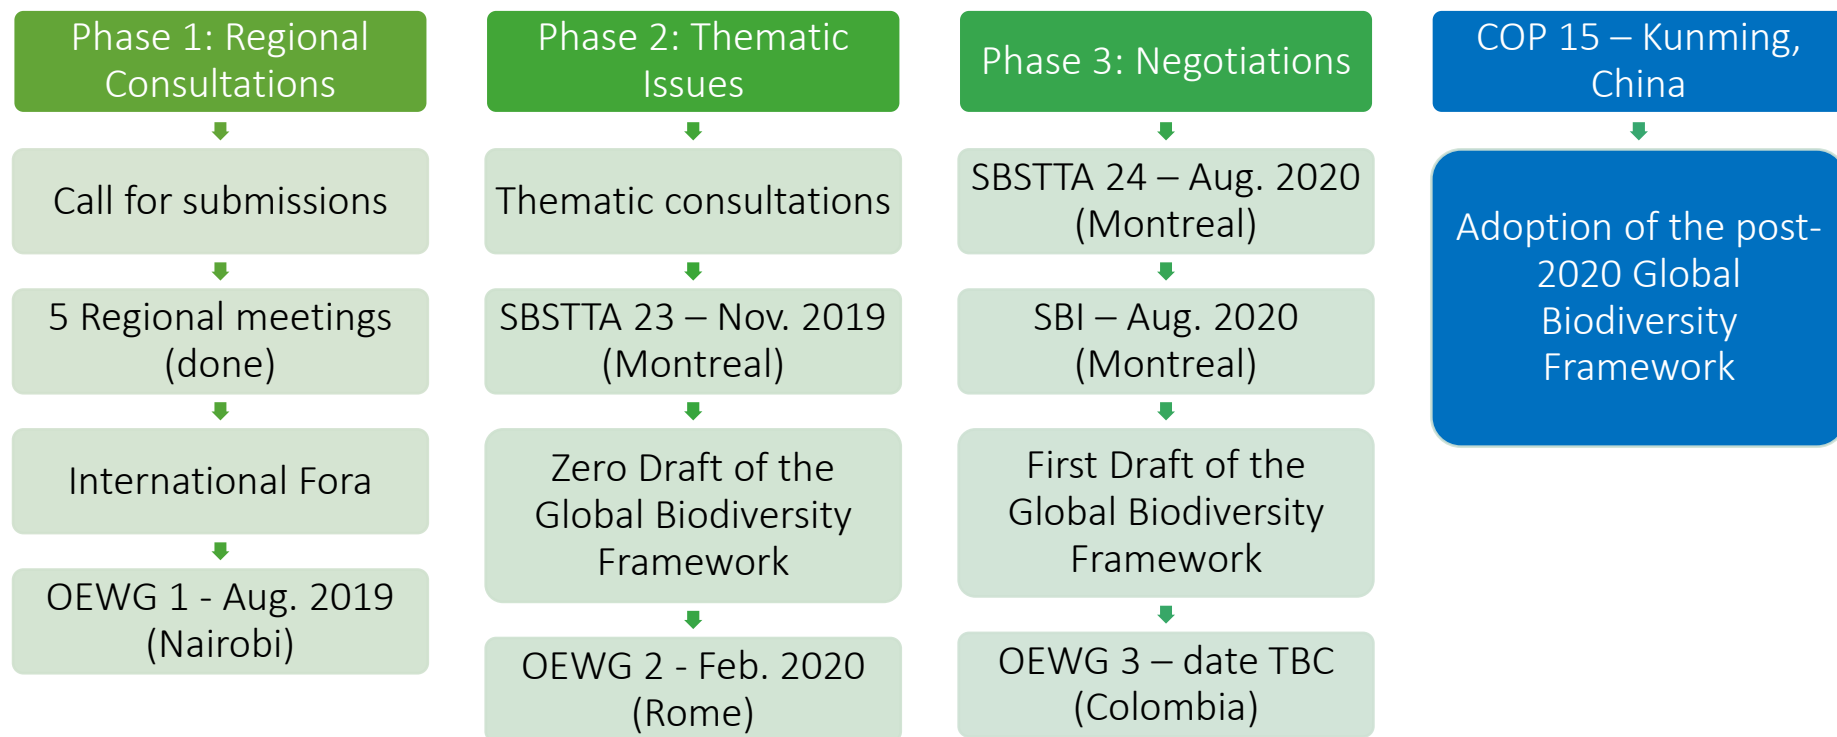 Phase 1: Regional
Consultations
Call for submissions
5 Regional meetings
(done)
International Fora
OEWG 1 - Aug. 2019
(Nairobi)
Phase 2: Thematic
Issues
Thematic consultations
SBSTTA 23 – Nov. 2019
(Montreal)
Zero Draft of the
Global Biodiversity
Framework
OEWG 2 - Feb. 2020
(Rome)
Phase 3: Negotiations
SBSTTA 24 – Aug. 2020
(Montreal)
SBI – Aug. 2020
(Montreal)
First Draft of the
Global Biodiversity
Framework
OEWG 3 – date TBC
(Colombia)
COP 15 – Kunming,
China
Adoption of the post-
2020 Global
Biodiversity
Framework